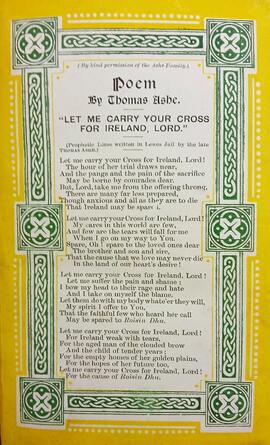 (By kind permission of the Ashe Family.)
Poem
By Thomas Ashe.
"LET ME CARRY YOUR CROSS
FOR IRELAND, LORD."
(Prophetic Lines written in Lewes Jail by the late
THOMAS ASHE.)
Let me carry your Cross for Ireland, Lord!
The hour of her trial draws near,
And the pangs and the pain of the sacrifice
May be borne by comrades dear.
But, Lord, take me from the offering throng,
There are many far less prepared,
Though anxious and all as they are to die
That Ireland may be spared.
Let me carry your Cross for Ireland, Lord!
My cares in this world are few,
And few are the tears will fall for me
When I go on my way to You.
Spare, Oh! spare to the loved ones dear
The brother and son and sire,
That the cause that we love may never die
In the land of our heart's desire!
Let me carry your Cross for Ireland, Lord!
Let me suffer the pain and shame;
I bow my head to their rage and hate
And I take on myself the blame.
Let them do with my body whate'er they will,
My spirit I offer to You,
That the faithful few who heard her call
May be spared to Roisin Dhu.
Let me carry your Cross for Ireland, Lord!
For Ireland weak with tears,
For the aged man of the clouded brow
And the child of tender years;
For the empty homes of her golden plains,
For the hopes of her future too,
Let me carry your Cross for Ireland, Lord!
For the cause of Roisin Dhu.